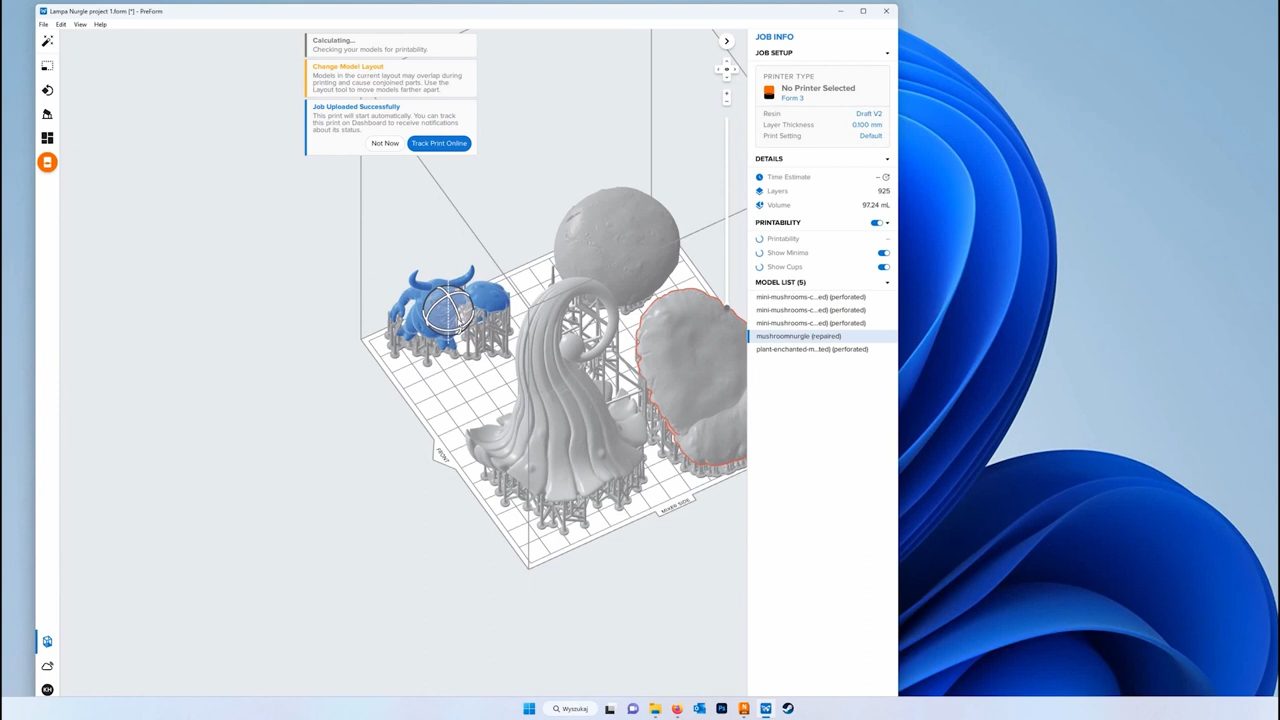 Lampa Nurgle project 1.form [*] - PreForm
File Edit View Help
Calculating...
Checking your models for printability.
Change Model Layout
Models in the current layout may overlap during
printing and cause conjoined parts. Use the
Layout tool to move models farther apart.
Job Uploaded Successfully
This print will start automatically. You can track
this print on Dashboard to receive notifications
about its status.
Not Now Track Print Online
FRONT
MIXER SIDE
JOB INFO
JOB SETUP
PRINTER TYPE
No Printer Selected
Form 3
Resin Draft V2
Layer Thickness 0.100 mm
Print Setting Default
DETAILS
Time Estimate --
Layers 925
Volume 97.24 mL
PRINTABILITY
Printability --
Show Minima
Show Cups
MODEL LIST (5)
mini-mushrooms-c...ed) (perforated)
mini-mushrooms-c...ed) (perforated)
mini-mushrooms-c...ed) (perforated)
mushroomnurgle (repaired)
plant-enchanted-m...ted) (perforated)
KH
Wyszukaj
Ps
N